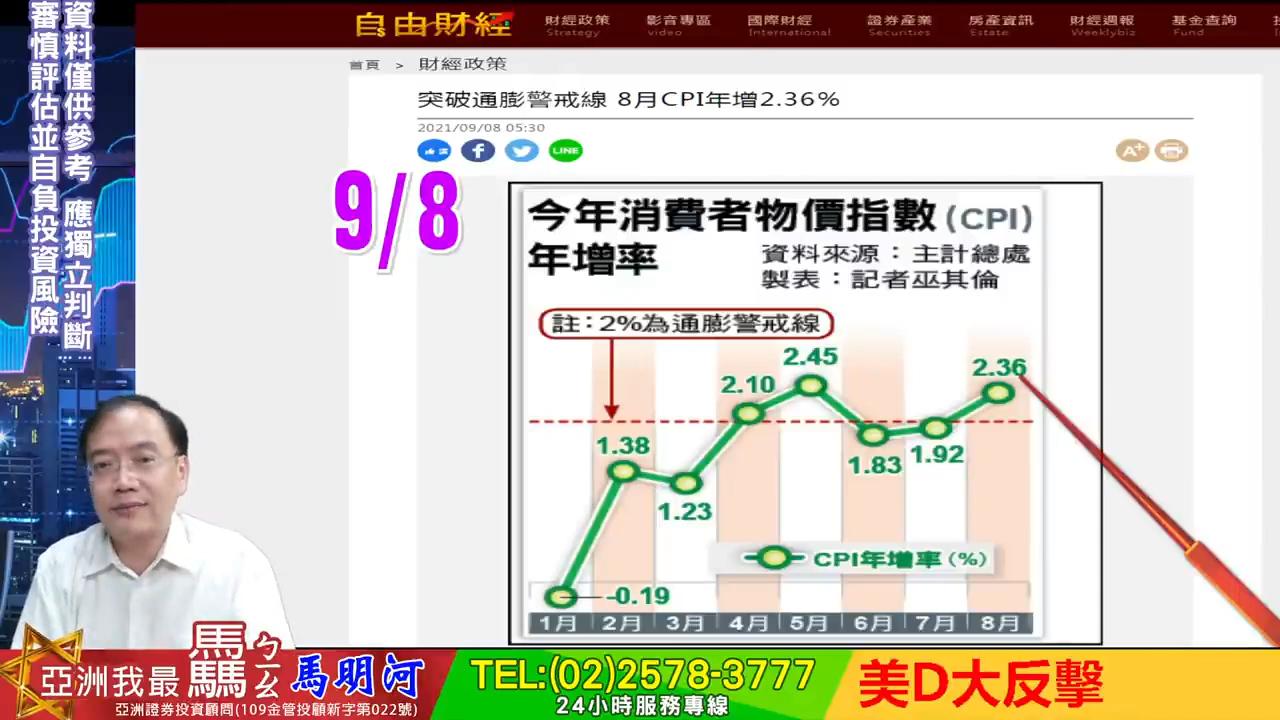 資料僅供參考 應獨立判斷
審慎評估並自負投資風險
自由財經
財經政策 影音專區 國際財經 證券產業 房產資訊 財經週報 基金查詢
Strategy video International Securities Estate Weeklybiz Fund
首頁 > 財經政策
突破通膨警戒線 8月CPI年增2.36%
2021/09/08 05:30
LINE
A+
9/8
今年消費者物價指數(CPI)
年增率
資料來源:主計總處
製表:記者巫其倫
註:2%為通膨警戒線
2.45
2.36
2.10
1.38
1.92
1.83
1.23
CPI年增率(%)
-0.19
1月 2月 3月 4月 5月 6月 7月 8月
亞洲我最馬驫ㄅㄧㄠ馬明河
亞洲證券投資顧問(109金管投顧新字第022號)
TEL:(02)2578-3777
24小時服務專線
美D大反擊